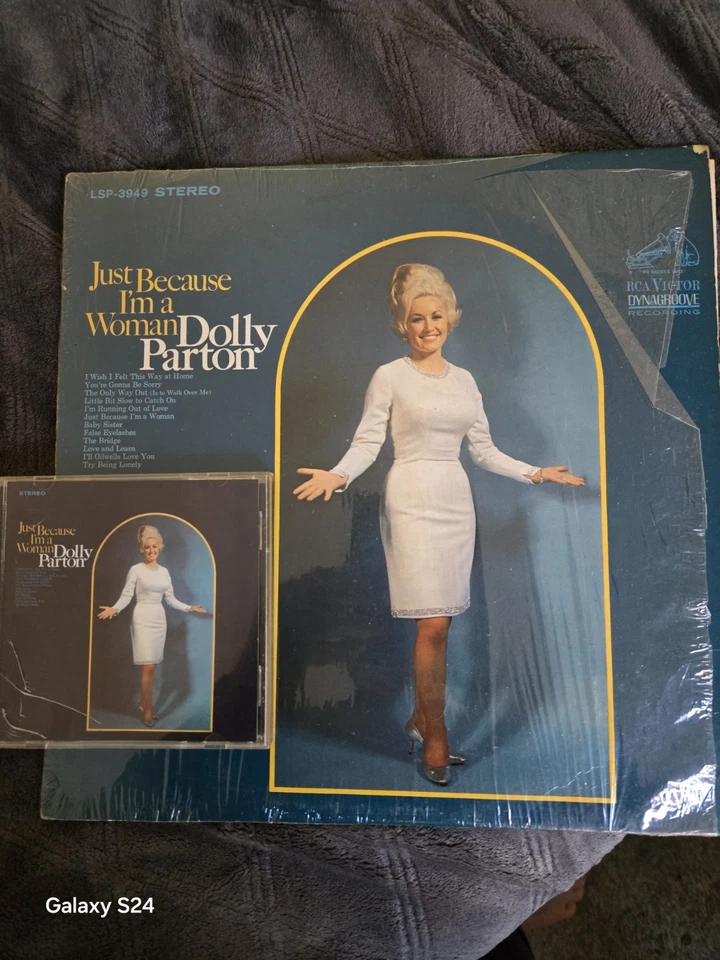 LSP-3949 STEREO
Just Because
I'm a
Woman Dolly
Parton
I Wish I Felt This Way at Home
You're Gonna Be Sorry
The Only Way Out (Is to Walk Over Me)
Little Bit Slow to Catch On
I'm Running Out of Love
Just Because I'm a Woman
Baby Sister
False Eyelashes
The Bridge
Love and Learn
I'll Oilwells Love You
Try Being Lonely
"HIS MASTER'S VOICE"
RCA VICTOR
DYNAGROOVE
RECORDING
STEREO
Just Because
I'm a
Woman Dolly
Parton
Galaxy S24